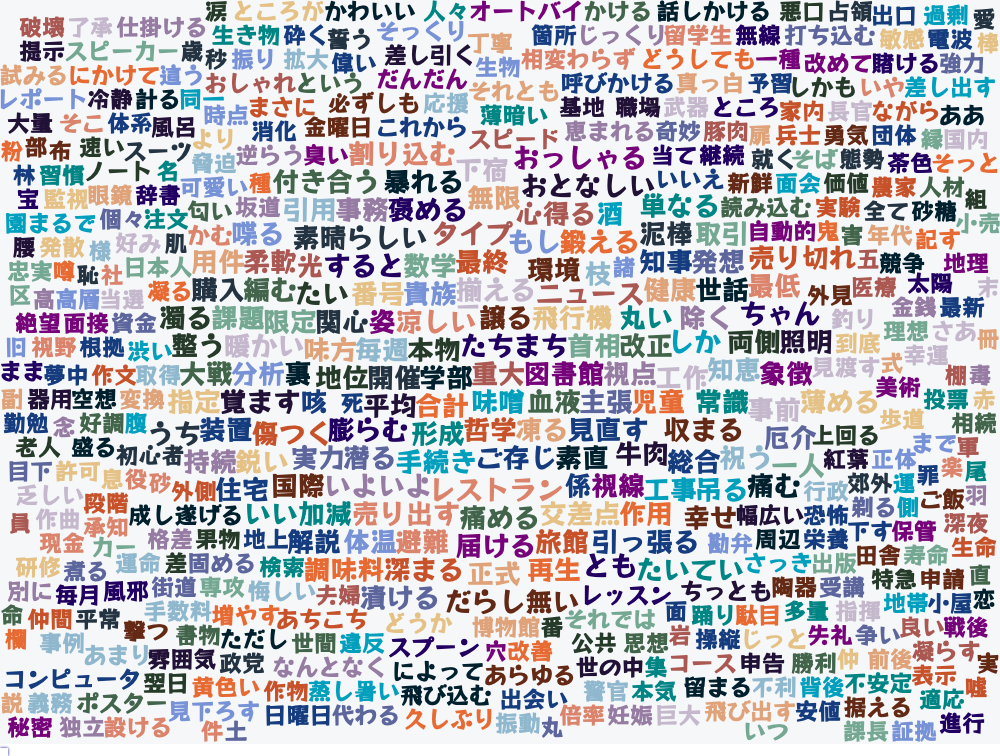 涙 ところが かわいい 人々 オートバイ かける 話しかける 悪口 占領 出口 過剰 愛
破壊 了承 仕掛ける 生き物 砕く 誓う そっくり 丁寧 箇所 じっくり 留学生 無線 打ち込む 敏感 電波 棒
提示 スピーカー 歳 秒 振り 拡大 偉い 差し引く 生物 相変わらず どうしても 一種 改めて 賭ける 強力
試みる にかけて 違う おしゃれ という だんだん それとも 呼びかける 真っ白 予習 しかも いや 差し出す
レポート 冷静 計る 同一 時点 まさに 必ずしも 応援 薄暗い 基地 職場 武器 ところ 家内 長官 ながら ああ
大量 そこ 体系 風呂 より 消化 金曜日 これから スピード 恵まれる 奇妙 豚肉 扉 兵士 勇気 団体 縁 国内
粉 部 布 速い スーツ 脅迫 逆らう 臭い 割り込む 下宿 おっしゃる 当て 継続 就く そば 態勢 茶色 そっと
林 習慣 ノート 名 可愛い 種 付き合う 暴れる 無限 おとなしい いいえ 新鮮 面会 価値 農家 人材 組
宝 監視 眼鏡 辞書 匂い 坂道 引用 事務 褒める 心得る 酒 単なる 読み込む 実験 全て 砂糖 小売
園 まるで 個々 注文 かむ 喋る 素晴らしい タイプ もし 鍛える 泥棒 取引 自動的 鬼 害 年代 記す
腰 発散 様 好み 肌 用件 柔軟 光 すると 数学 最終 環境 枝 諸 知事 発想 売り切れ 五 競争 地理
忠実 噂 恥 社 日本人 凝る 購入 編む たい 番号 貴族 揃える ニュース 健康 世話 最低 外見 医療 太陽 末
区 高 高層 当選 濁る 課題 限定 関心 姿 涼しい 譲る 飛行機 丸い 除く ちゃん 釣り 金銭 最新
絶望 面接 資金 整う 暖かい 味方 毎週 本物 たちまち 首相 改正 しか 両側 照明 到底 理想 さあ 冊
旧 視野 根拠 渋い 裏 地位 開催 学部 重大 図書館 視点 工作 知恵 象徴 見渡す 式 幸運
まま 夢中 作文 取得 大戦 分析 覚ます 咳 死 平均 合計 味噌 血液 主張 児童 常識 事前 薄める 美術 棚 毒
副 器用 空想 変換 指定 装置 傷つく 膨らむ 形成 哲学 凍る 見直す 収まる 厄介 上回る 歩道 投票 赤
勤勉 念 好調 腹 うち 持続 鋭い 実力 潜る 手続き ご存じ 素直 牛肉 総合 祝う 一人 紅葉 正体 まで 相続 軍
老人 盛る 初心者 外側 住宅 国際 いよいよ レストラン 係 視線 工事 吊る 痛む 行政 郊外 運 罪 楽 尾
目下 許可 息 役 砂 成し遂げる いい加減 売り出す 痛める 交差点 作用 幸せ 幅広い 恐怖 剃る 側 ご飯 羽
乏しい 段階 格差 果物 地上 解説 体温 避難 届ける 旅館 引っ張る 勘弁 周辺 栄養 下す 保管 深夜
員 作曲 承知 運命 差 固める 検索 調味料 深まる 正式 再生 とも たいてい さっき 出版 田舎 寿命 生命
現金 カー 街道 専攻 悔しい 夫婦 漬ける だらし無い レッスン ちっとも 陶器 受講 特急 申請 直
研修 煮る 手数料 増やす あちこち どうか 博物館 番 それでは 面 踊り 駄目 多量 指揮 地帯 小屋 恋
別に 毎月 風邪 撃つ 書物 ただし 世間 違反 スプーン 穴 改善 公共 思想 岩 操縦 じっと 失礼 争い 良い 戦後
命 仲間 平常 雰囲気 政党 なんとなく によって あらゆる 世の中 集 コース 申告 勝利 仲 前後 凝らす 実
欄 事例 あまり 翌日 黄色い 作物 蒸し暑い 飛び込む 出会い 警官 本気 留まる 不利 背後 不安定 表示 嘘
コンピュータ ポスター 見下ろす 日曜日 代わる 久しぶり 振動 丸 倍率 妊娠 巨大 飛び出す 安値 据える 適応
説 義務 秘密 独立 設ける 件 土 いつ 課長 証拠 進行